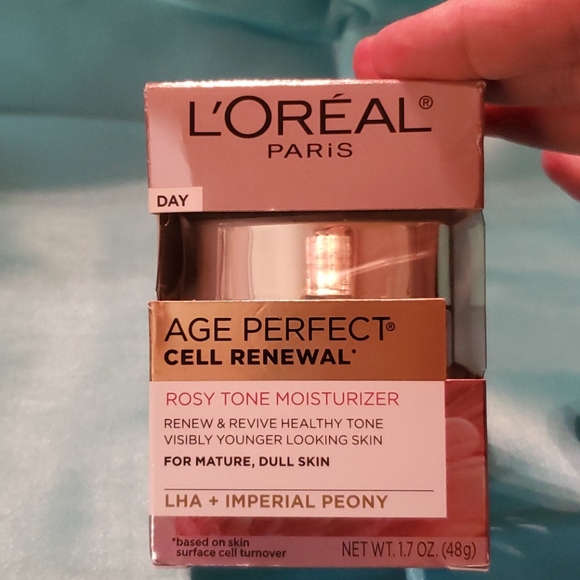 L'ORÉAL®
PARiS
DAY
AGE PERFECT®
CELL RENEWAL*
ROSY TONE MOISTURIZER
RENEW & REVIVE HEALTHY TONE
VISIBLY YOUNGER LOOKING SKIN
FOR MATURE, DULL SKIN
LHA + IMPERIAL PEONY
*based on skin
surface cell turnover
NET WT. 1.7 OZ. (48g)